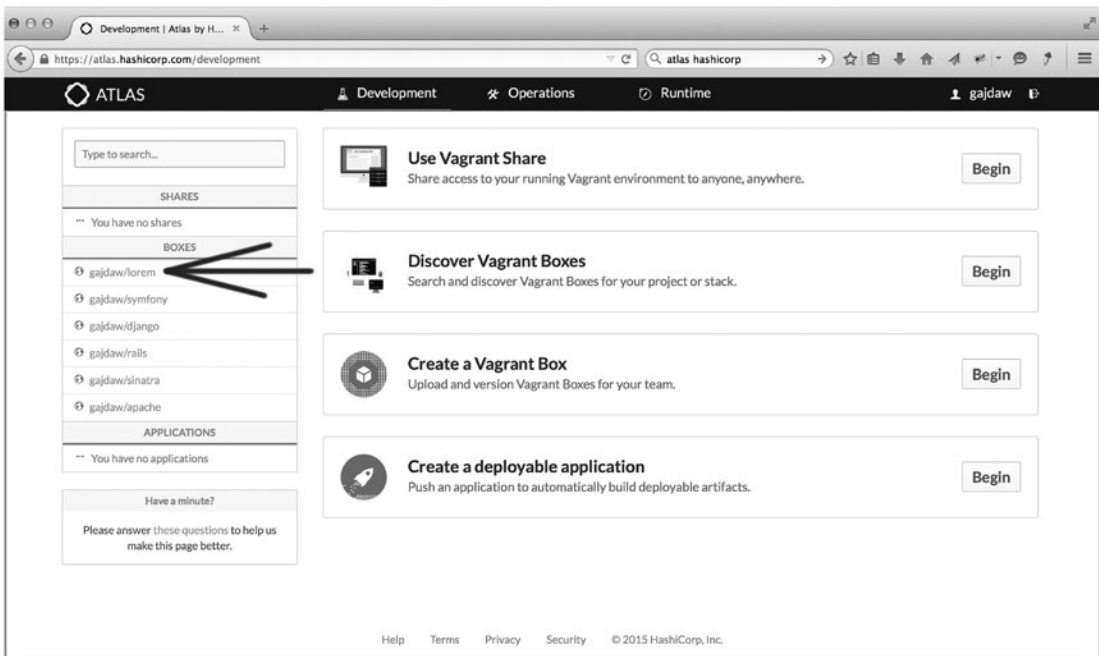 Development | Atlas by H... × +
https://atlas.hashicorp.com/development
atlas hashicorp
ATLAS
Development
Operations
Runtime
gajdaw
Type to search...
SHARES
··· You have no shares
BOXES
gajdaw/lorem
gajdaw/symfony
gajdaw/django
gajdaw/rails
gajdaw/sinatra
gajdaw/apache
APPLICATIONS
··· You have no applications
Have a minute?
Please answer these questions to help us
make this page better.
Use Vagrant Share
Share access to your running Vagrant environment to anyone, anywhere.
Begin
Discover Vagrant Boxes
Search and discover Vagrant Boxes for your project or stack.
Begin
Create a Vagrant Box
Upload and version Vagrant Boxes for your team.
Begin
Create a deployable application
Push an application to automatically build deployable artifacts.
Begin
Help Terms Privacy Security © 2015 HashiCorp, Inc.